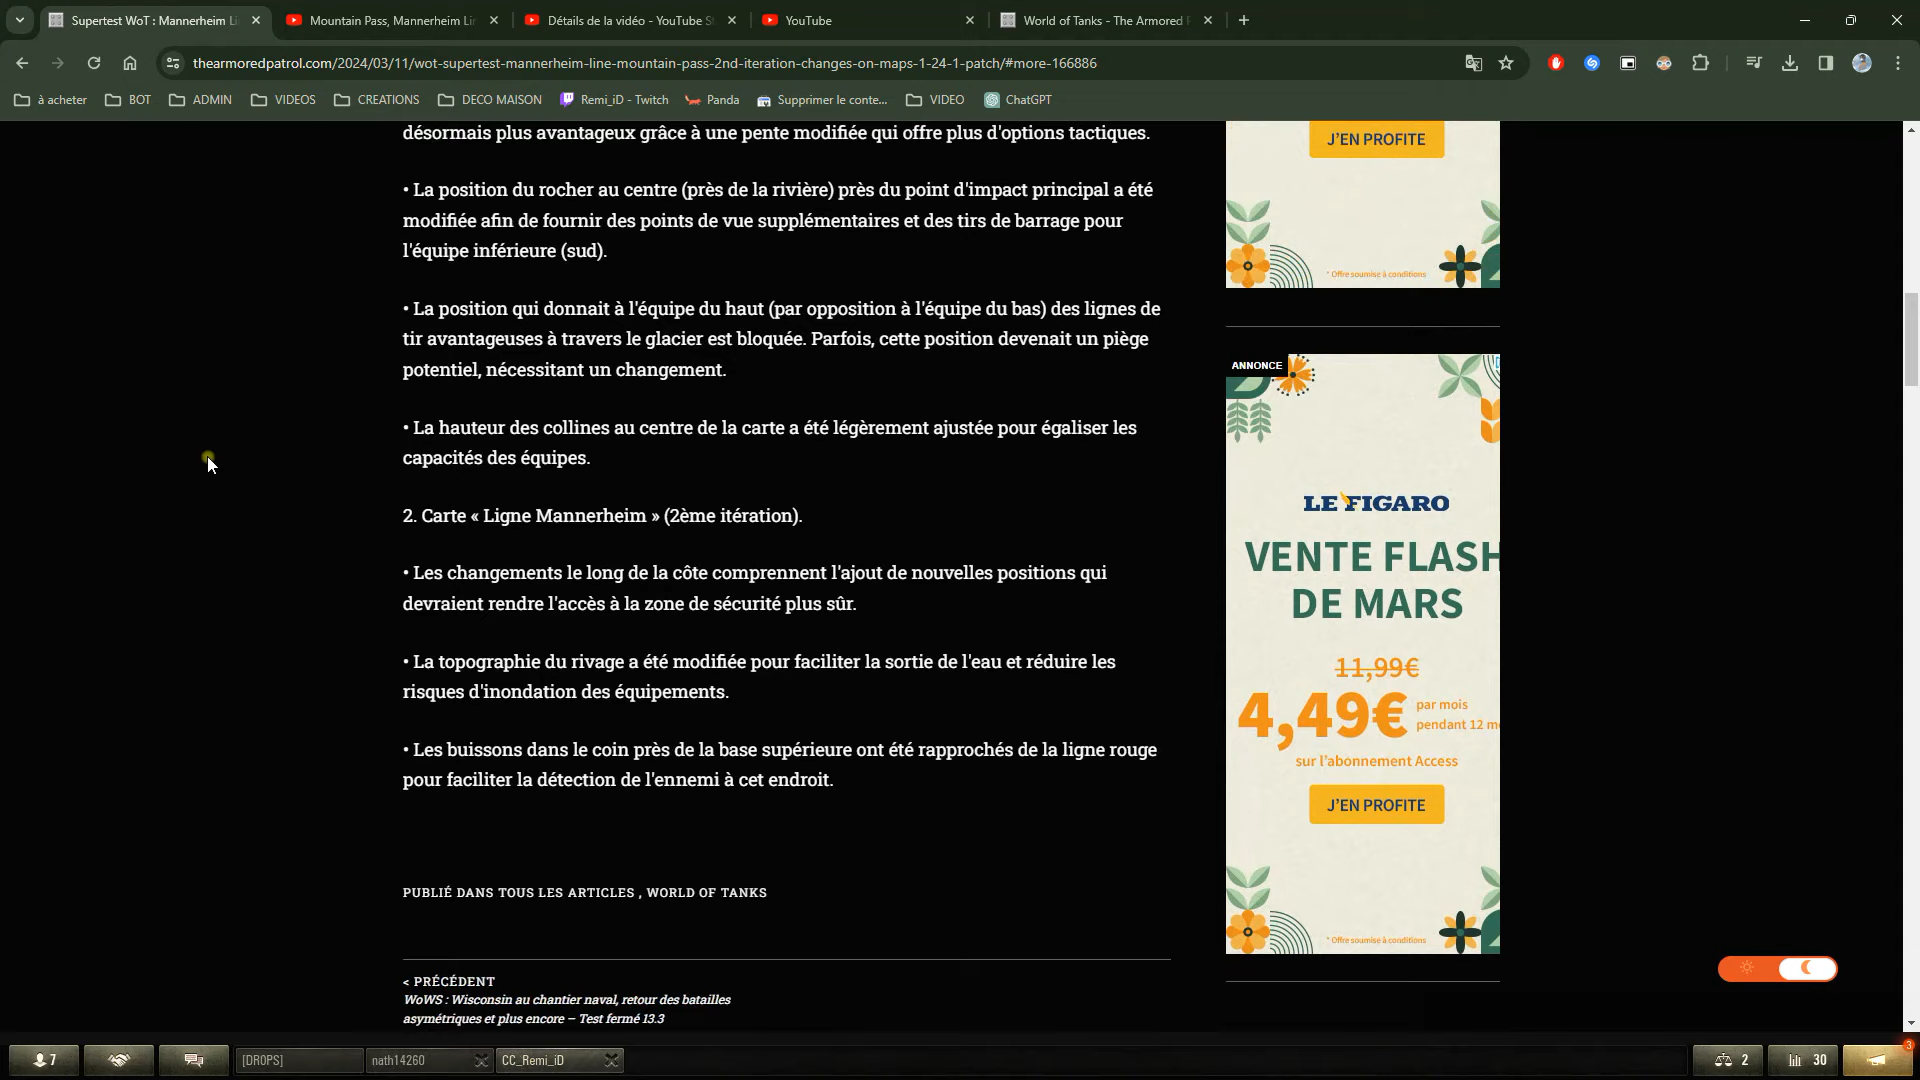 Supertest WoT : Mannerheim Li
Mountain Pass, Mannerheim Lin
Détails de la vidéo - YouTube S
YouTube
World of Tanks - The Armored P
thearmoredpatrol.com/2024/03/11/wot-supertest-mannerheim-line-mountain-pass-2nd-iteration-changes-on-maps-1-24-1-patch/#more-166886
à acheter
BOT
ADMIN
VIDEOS
CREATIONS
DECO MAISON
Remi_iD - Twitch
Panda
Supprimer le conte...
VIDEO
ChatGPT
désormais plus avantageux grâce à une pente modifiée qui offre plus d'options tactiques.
• La position du rocher au centre (près de la rivière) près du point d'impact principal a été
modifiée afin de fournir des points de vue supplémentaires et des tirs de barrage pour
l'équipe inférieure (sud).
• La position qui donnait à l'équipe du haut (par opposition à l'équipe du bas) des lignes de
tir avantageuses à travers le glacier est bloquée. Parfois, cette position devenait un piège
potentiel, nécessitant un changement.
• La hauteur des collines au centre de la carte a été légèrement ajustée pour égaliser les
capacités des équipes.
2. Carte « Ligne Mannerheim » (2ème itération).
• Les changements le long de la côte comprennent l'ajout de nouvelles positions qui
devraient rendre l'accès à la zone de sécurité plus sûr.
• La topographie du rivage a été modifiée pour faciliter la sortie de l'eau et réduire les
risques d'inondation des équipements.
• Les buissons dans le coin près de la base supérieure ont été rapprochés de la ligne rouge
pour faciliter la détection de l'ennemi à cet endroit.
PUBLIÉ DANS TOUS LES ARTICLES , WORLD OF TANKS
< PRÉCÉDENT
WoWS : Wisconsin au chantier naval, retour des batailles
asymétriques et plus encore – Test fermé 13.3
J'EN PROFITE
* Offre soumise à conditions
ANNONCE
LE FIGARO
VENTE FLASH
DE MARS
11,99€
4,49€
par mois
pendant 12 m
sur l'abonnement Access
J'EN PROFITE
* Offre soumise à conditions
7
[DR0PS]
nath14260
CC_Remi_iD
2
30
3